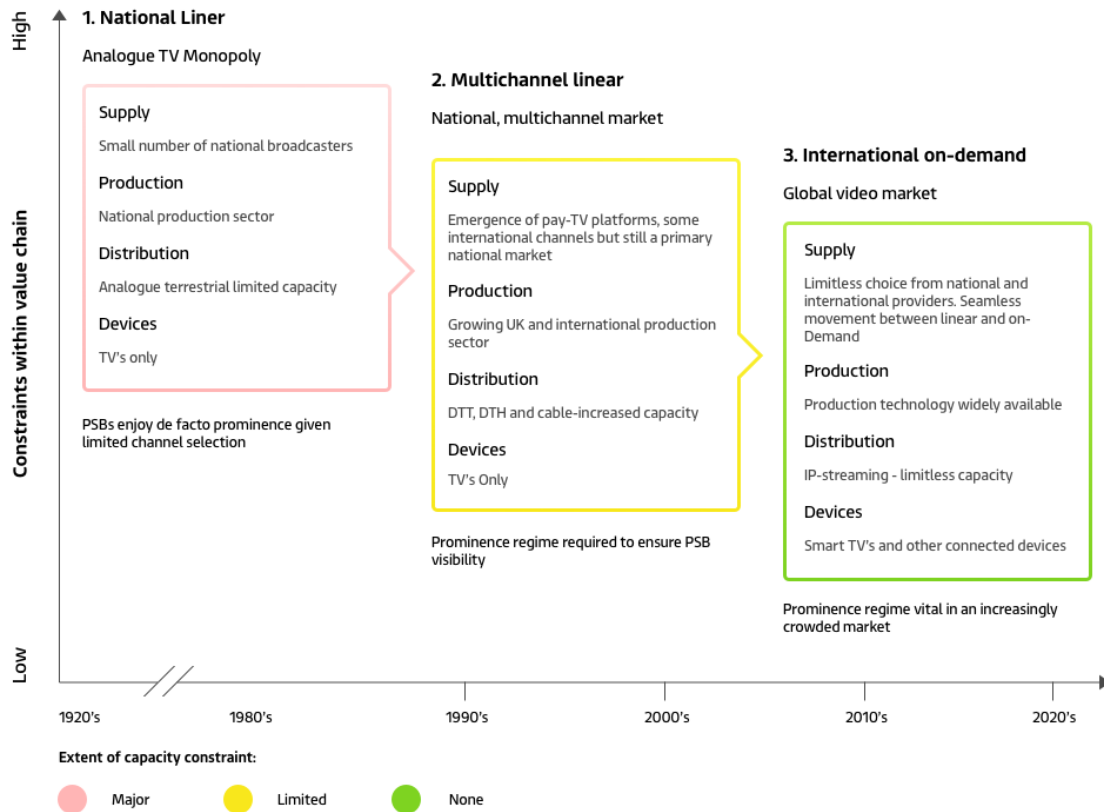 High
Constraints within value chain
Low
1. National Liner
Analogue TV Monopoly
Supply
Small number of national broadcasters
Production
National production sector
Distribution
Analogue terrestrial limited capacity
Devices
TV's only
PSBs enjoy de facto prominence given
limited channel selection
2. Multichannel linear
National, multichannel market
Supply
Emergence of pay-TV platforms, some
international channels but still a primary
national market
Production
Growing UK and international production
sector
Distribution
DTT, DTH and cable-increased capacity
Devices
TV's Only
Prominence regime required to ensure PSB
visibility
3. International on-demand
Global video market
Supply
Limitless choice from national and
international providers. Seamless
movement between linear and on-
Demand
Production
Production technology widely available
Distribution
IP-streaming - limitless capacity
Devices
Smart TV's and other connected devices
Prominence regime vital in an increasingly
crowded market
1920's 1980's 1990's 2000's 2010's 2020's
Extent of capacity constraint:
Major Limited None